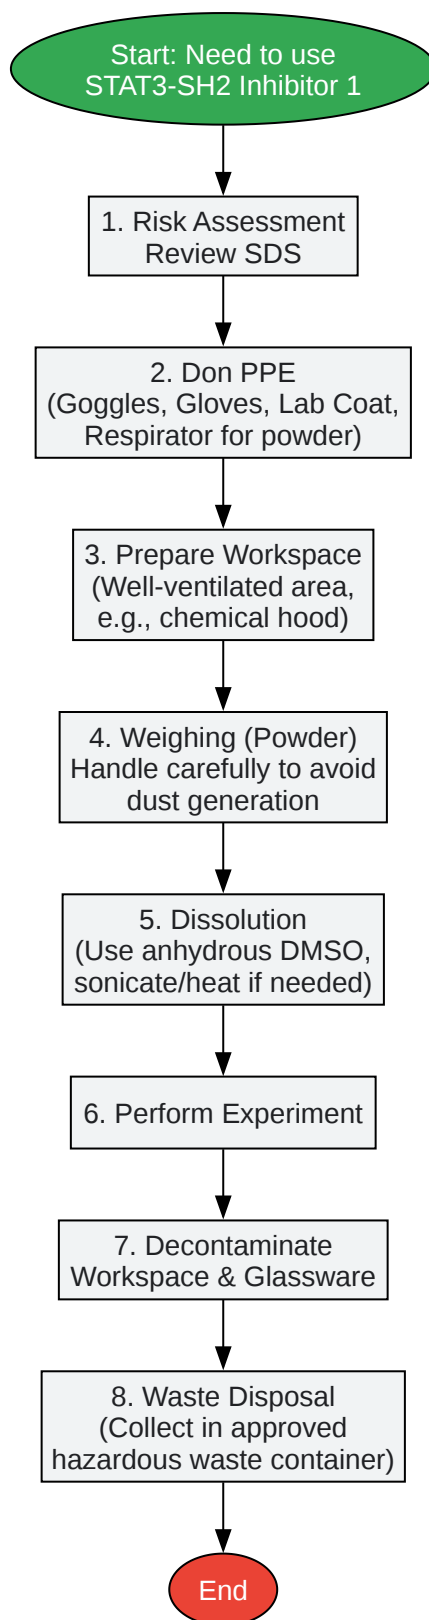 Start: Need to use
STAT3-SH2 Inhibitor 1
1. Risk Assessment
Review SDS
2. Don PPE
(Goggles, Gloves, Lab Coat,
Respirator for powder)
3. Prepare Workspace
(Well-ventilated area,
e.g., chemical hood)
4. Weighing (Powder)
Handle carefully to avoid
dust generation
5. Dissolution
(Use anhydrous DMSO,
sonicate/heat if needed)
6. Perform Experiment
7. Decontaminate
Workspace & Glassware
8. Waste Disposal
(Collect in approved
hazardous waste container)
End